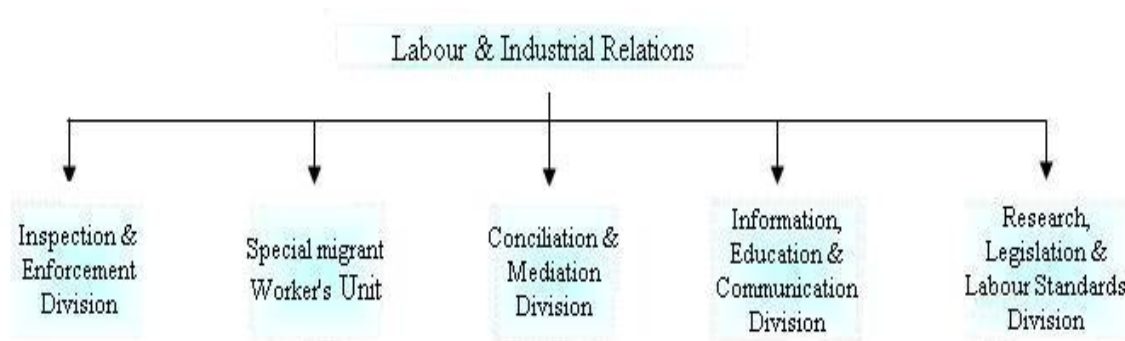 Labour & Industrial Relations
Inspection &
Enforcement
Division
Special migrant
Worker's Unit
Conciliation &
Mediation
Division
Information,
Education &
Communication
Division
Research,
Legislation &
Labour Standards
Division